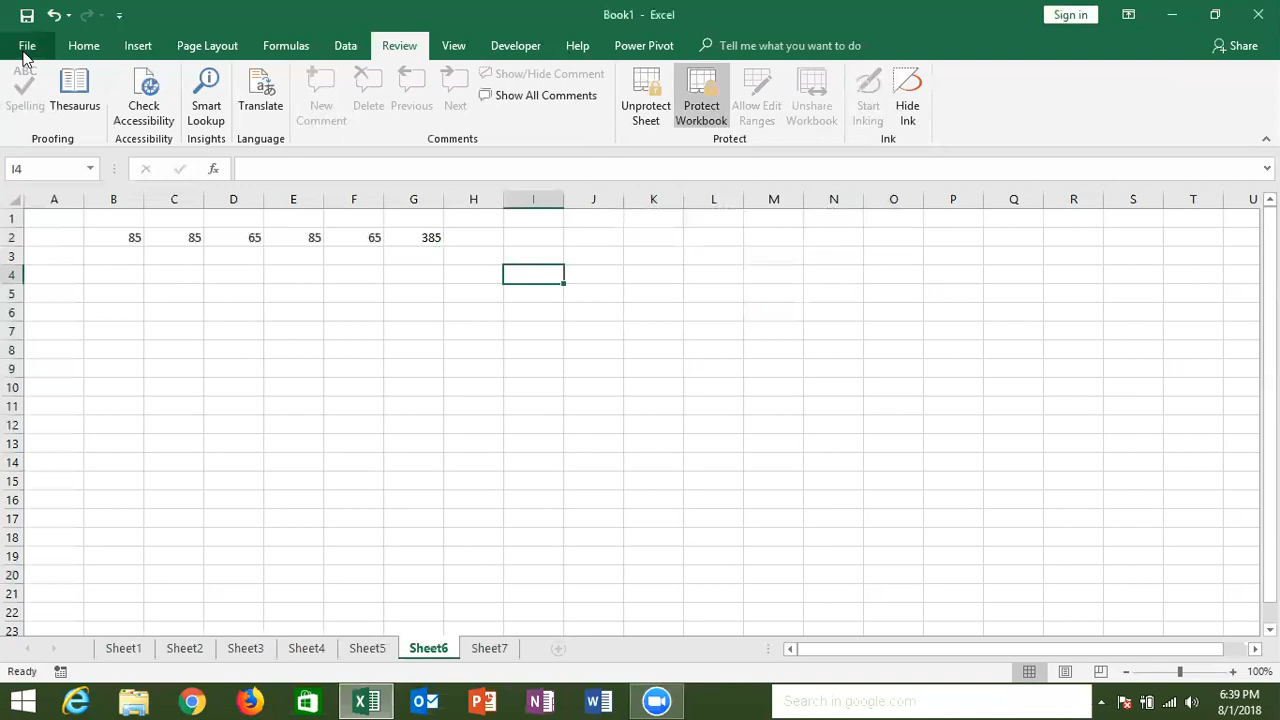 Book1 - Excel
Sign in
File Home Insert Page Layout Formulas Data Review View Developer Help Power Pivot Tell me what you want to do Share
ABC
Spelling Thesaurus Check Accessibility Smart Lookup Translate New Comment Delete Previous Next Show/Hide Comment
Show All Comments
Unprotect Sheet Protect Workbook Allow Edit Ranges Unshare Workbook Start Inking Hide Ink
Proofing Accessibility Insights Language Comments Protect Ink
I4 fx
A B C D E F G H I J K L M N O P Q R S T U
1
2 85 85 65 85 65 385
3
4
5
6
7
8
9
10
11
12
13
14
15
16
17
18
19
20
21
22
23
Sheet1 Sheet2 Sheet3 Sheet4 Sheet5 Sheet6 Sheet7
Ready 100%
Search in google.com
6:39 PM
8/1/2018